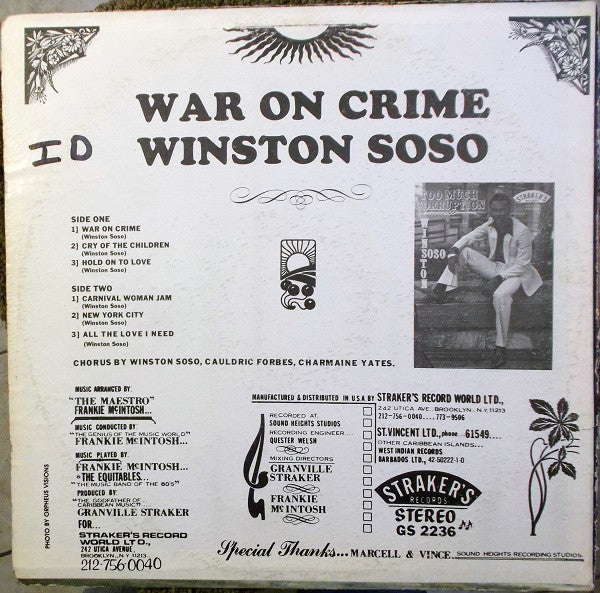 WAR ON CRIME
WINSTON SOSO
ID
SIDE ONE
1) WAR ON CRIME
(Winston Soso)
2) CRY OF THE CHILDREN
(Winston Soso)
3) HOLD ON TO LOVE
(Winston Soso)
SIDE TWO
1) CARNIVAL WOMAN JAM
(Winston Soso)
2) NEW YORK CITY
(Winston Soso)
3) ALL THE LOVE I NEED
(Winston Soso)
TOO MUCH
CORRUPTION
WINSTON
SOSO
STRAKER'S
CHORUS BY WINSTON SOSO, CAULDRIC FORBES, CHARMAINE YATES.
MUSIC ARRANGED BY.
"THE MAESTRO"
FRANKIE McINTOSH...
MUSIC CONDUCTED BY:
"THE GENIUS OF THE MUSIC WORLD"
FRANKIE McINTOSH...
MUSIC PLAYED BY:
FRANKIE McINTOSH...
"THE EQUITABLES...
"THE MUSIC BAND OF THE 80'S"
PRODUCED BY:
"THE GODFATHER OF...
CARIBBEAN MUSIC"
GRANVILLE STRAKER
FOR...
STRAKER'S RECORD
WORLD LTD.,
242 UTICA AVENUE,
BROOKLYN., N.Y. 11213
212-756-0040
PHOTO BY ORPHEUS VISIONS
MANUFACTURED & DISTRIBUTED IN U.S.A BY STRAKER'S RECORD WORLD LTD.,
242 UTICA AVE., BROOKLYN., N.Y. 11213
212-756-0040....773-9506
ST.VINCENT LTD., phone 61549....
OTHER CARIBBEAN ISLANDS...
WEST INDIAN RECORDS
BARBADOS LTD., 42-50222-1-0
RECORDED AT..
SOUND HEIGHTS STUDIOS
RECORDING ENGINEER....
QUESTER WELSH
MIXING DIRECTORS
GRANVILLE
STRAKER
FRANKIE
McINTOSH
STRAKER'S
RECORDS
STEREO
GS 2236
Special Thanks... MARCELL & VINCE., SOUND HEIGHTS RECORDING STUDIOS.